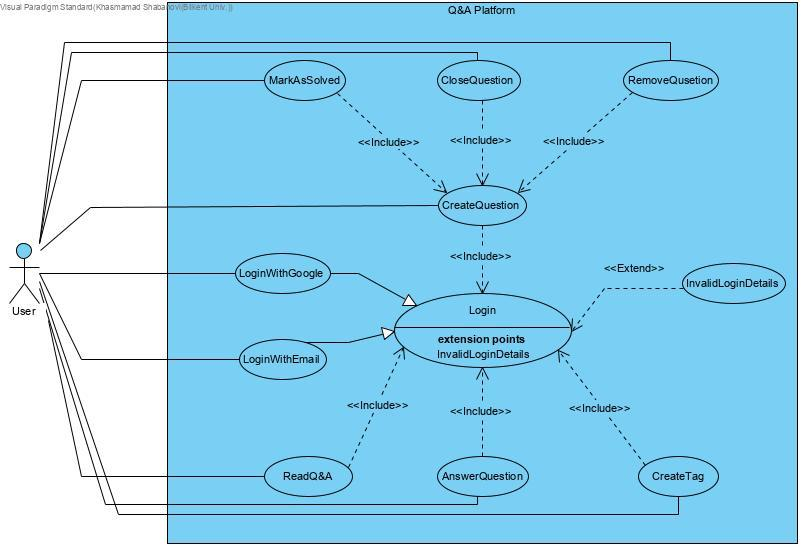 Visual Paradigm Standard(Khasmamad Shabanovi(Bilkent Univ.))
Q&A Platform
MarkAsSolved
CloseQuestion
RemoveQusetion
<<Include>>
<<Include>>
<<Include>>
CreateQuestion
<<Include>>
<<Extend>>
LoginWithGoogle
InvalidLoginDetails
User
Login
extension points
InvalidLoginDetails
LoginWithEmail
<<Include>>
<<Include>>
<<Include>>
ReadQ&A
AnswerQuestion
CreateTag